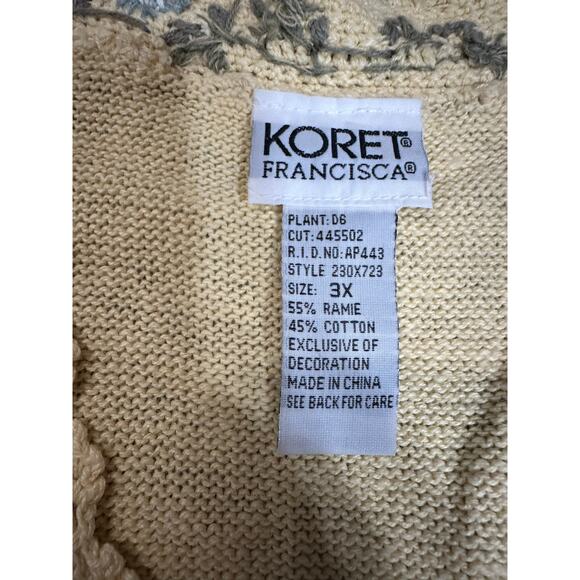 KORET®
FRANCISCA®
PLANT: D6
CUT: 445502
R.I.D. NO: AP443
STYLE 230X723
SIZE: 3X
55% RAMIE
45% COTTON
EXCLUSIVE OF
DECORATION
MADE IN CHINA
SEE BACK FOR CARE